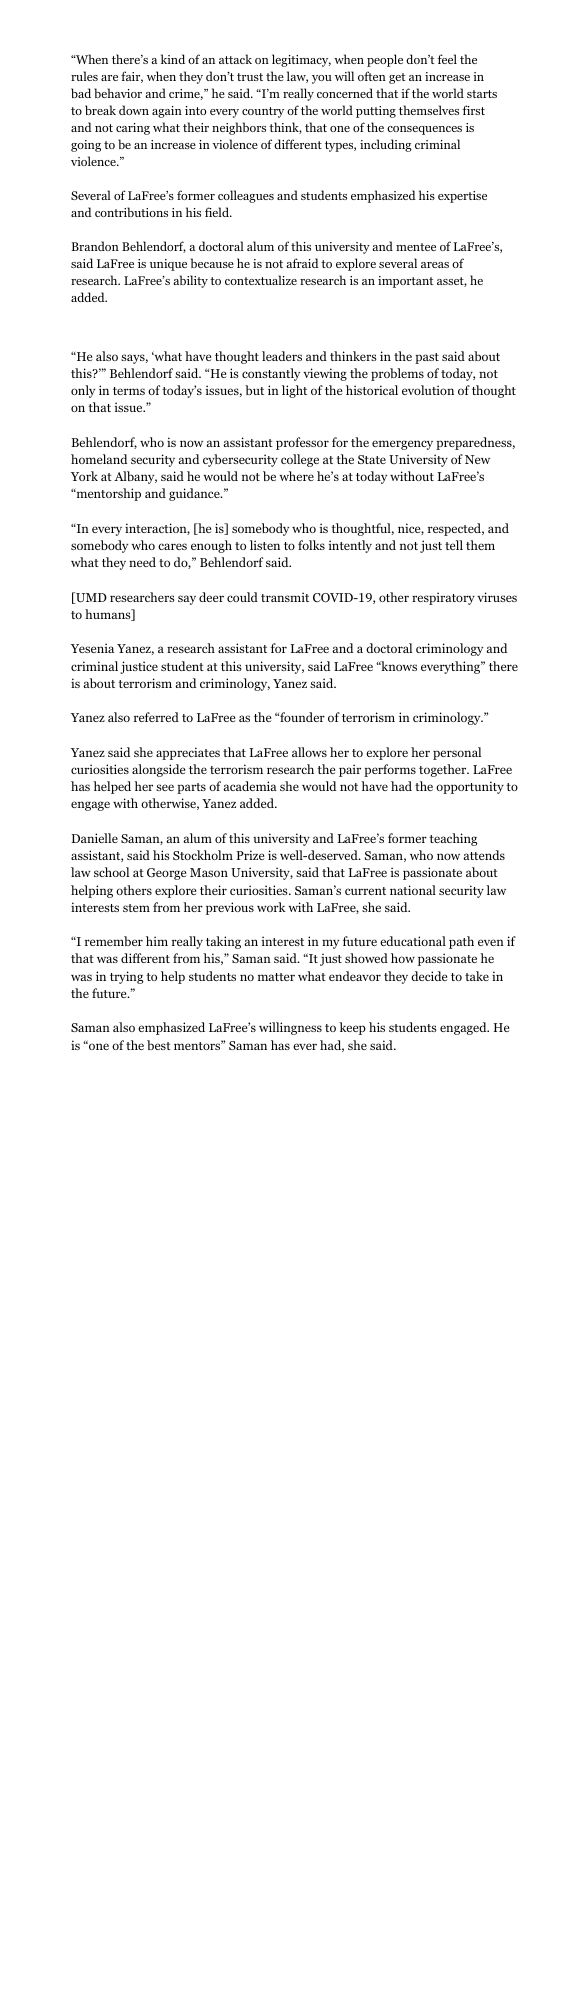 “When there’s a kind of an attack on legitimacy, when people don’t feel the
rules are fair, when they don’t trust the law, you will often get an increase in
bad behavior and crime,” he said. “I’m really concerned that if the world starts
to break down again into every country of the world putting themselves first
and not caring what their neighbors think, that one of the consequences is
going to be an increase in violence of different types, including criminal
violence.”
Several of LaFree’s former colleagues and students emphasized his expertise
and contributions in his field.
Brandon Behlendorf, a doctoral alum of this university and mentee of LaFree’s,
said LaFree is unique because he is not afraid to explore several areas of
research. LaFree’s ability to contextualize research is an important asset, he
added.
“He also says, ‘what have thought leaders and thinkers in the past said about
this?’” Behlendorf said. “He is constantly viewing the problems of today, not
only in terms of today’s issues, but in light of the historical evolution of thought
on that issue.”
Behlendorf, who is now an assistant professor for the emergency preparedness,
homeland security and cybersecurity college at the State University of New
York at Albany, said he would not be where he’s at today without LaFree’s
“mentorship and guidance.”
“In every interaction, [he is] somebody who is thoughtful, nice, respected, and
somebody who cares enough to listen to folks intently and not just tell them
what they need to do,” Behlendorf said.
[UMD researchers say deer could transmit COVID-19, other respiratory viruses
to humans]
Yesenia Yanez, a research assistant for LaFree and a doctoral criminology and
criminal justice student at this university, said LaFree “knows everything” there
is about terrorism and criminology, Yanez said.
Yanez also referred to LaFree as the “founder of terrorism in criminology.”
Yanez said she appreciates that LaFree allows her to explore her personal
curiosities alongside the terrorism research the pair performs together. LaFree
has helped her see parts of academia she would not have had the opportunity to
engage with otherwise, Yanez added.
Danielle Saman, an alum of this university and LaFree’s former teaching
assistant, said his Stockholm Prize is well-deserved. Saman, who now attends
law school at George Mason University, said that LaFree is passionate about
helping others explore their curiosities. Saman’s current national security law
interests stem from her previous work with LaFree, she said.
“I remember him really taking an interest in my future educational path even if
that was different from his,” Saman said. “It just showed how passionate he
was in trying to help students no matter what endeavor they decide to take in
the future.”
Saman also emphasized LaFree’s willingness to keep his students engaged. He
is “one of the best mentors” Saman has ever had, she said.